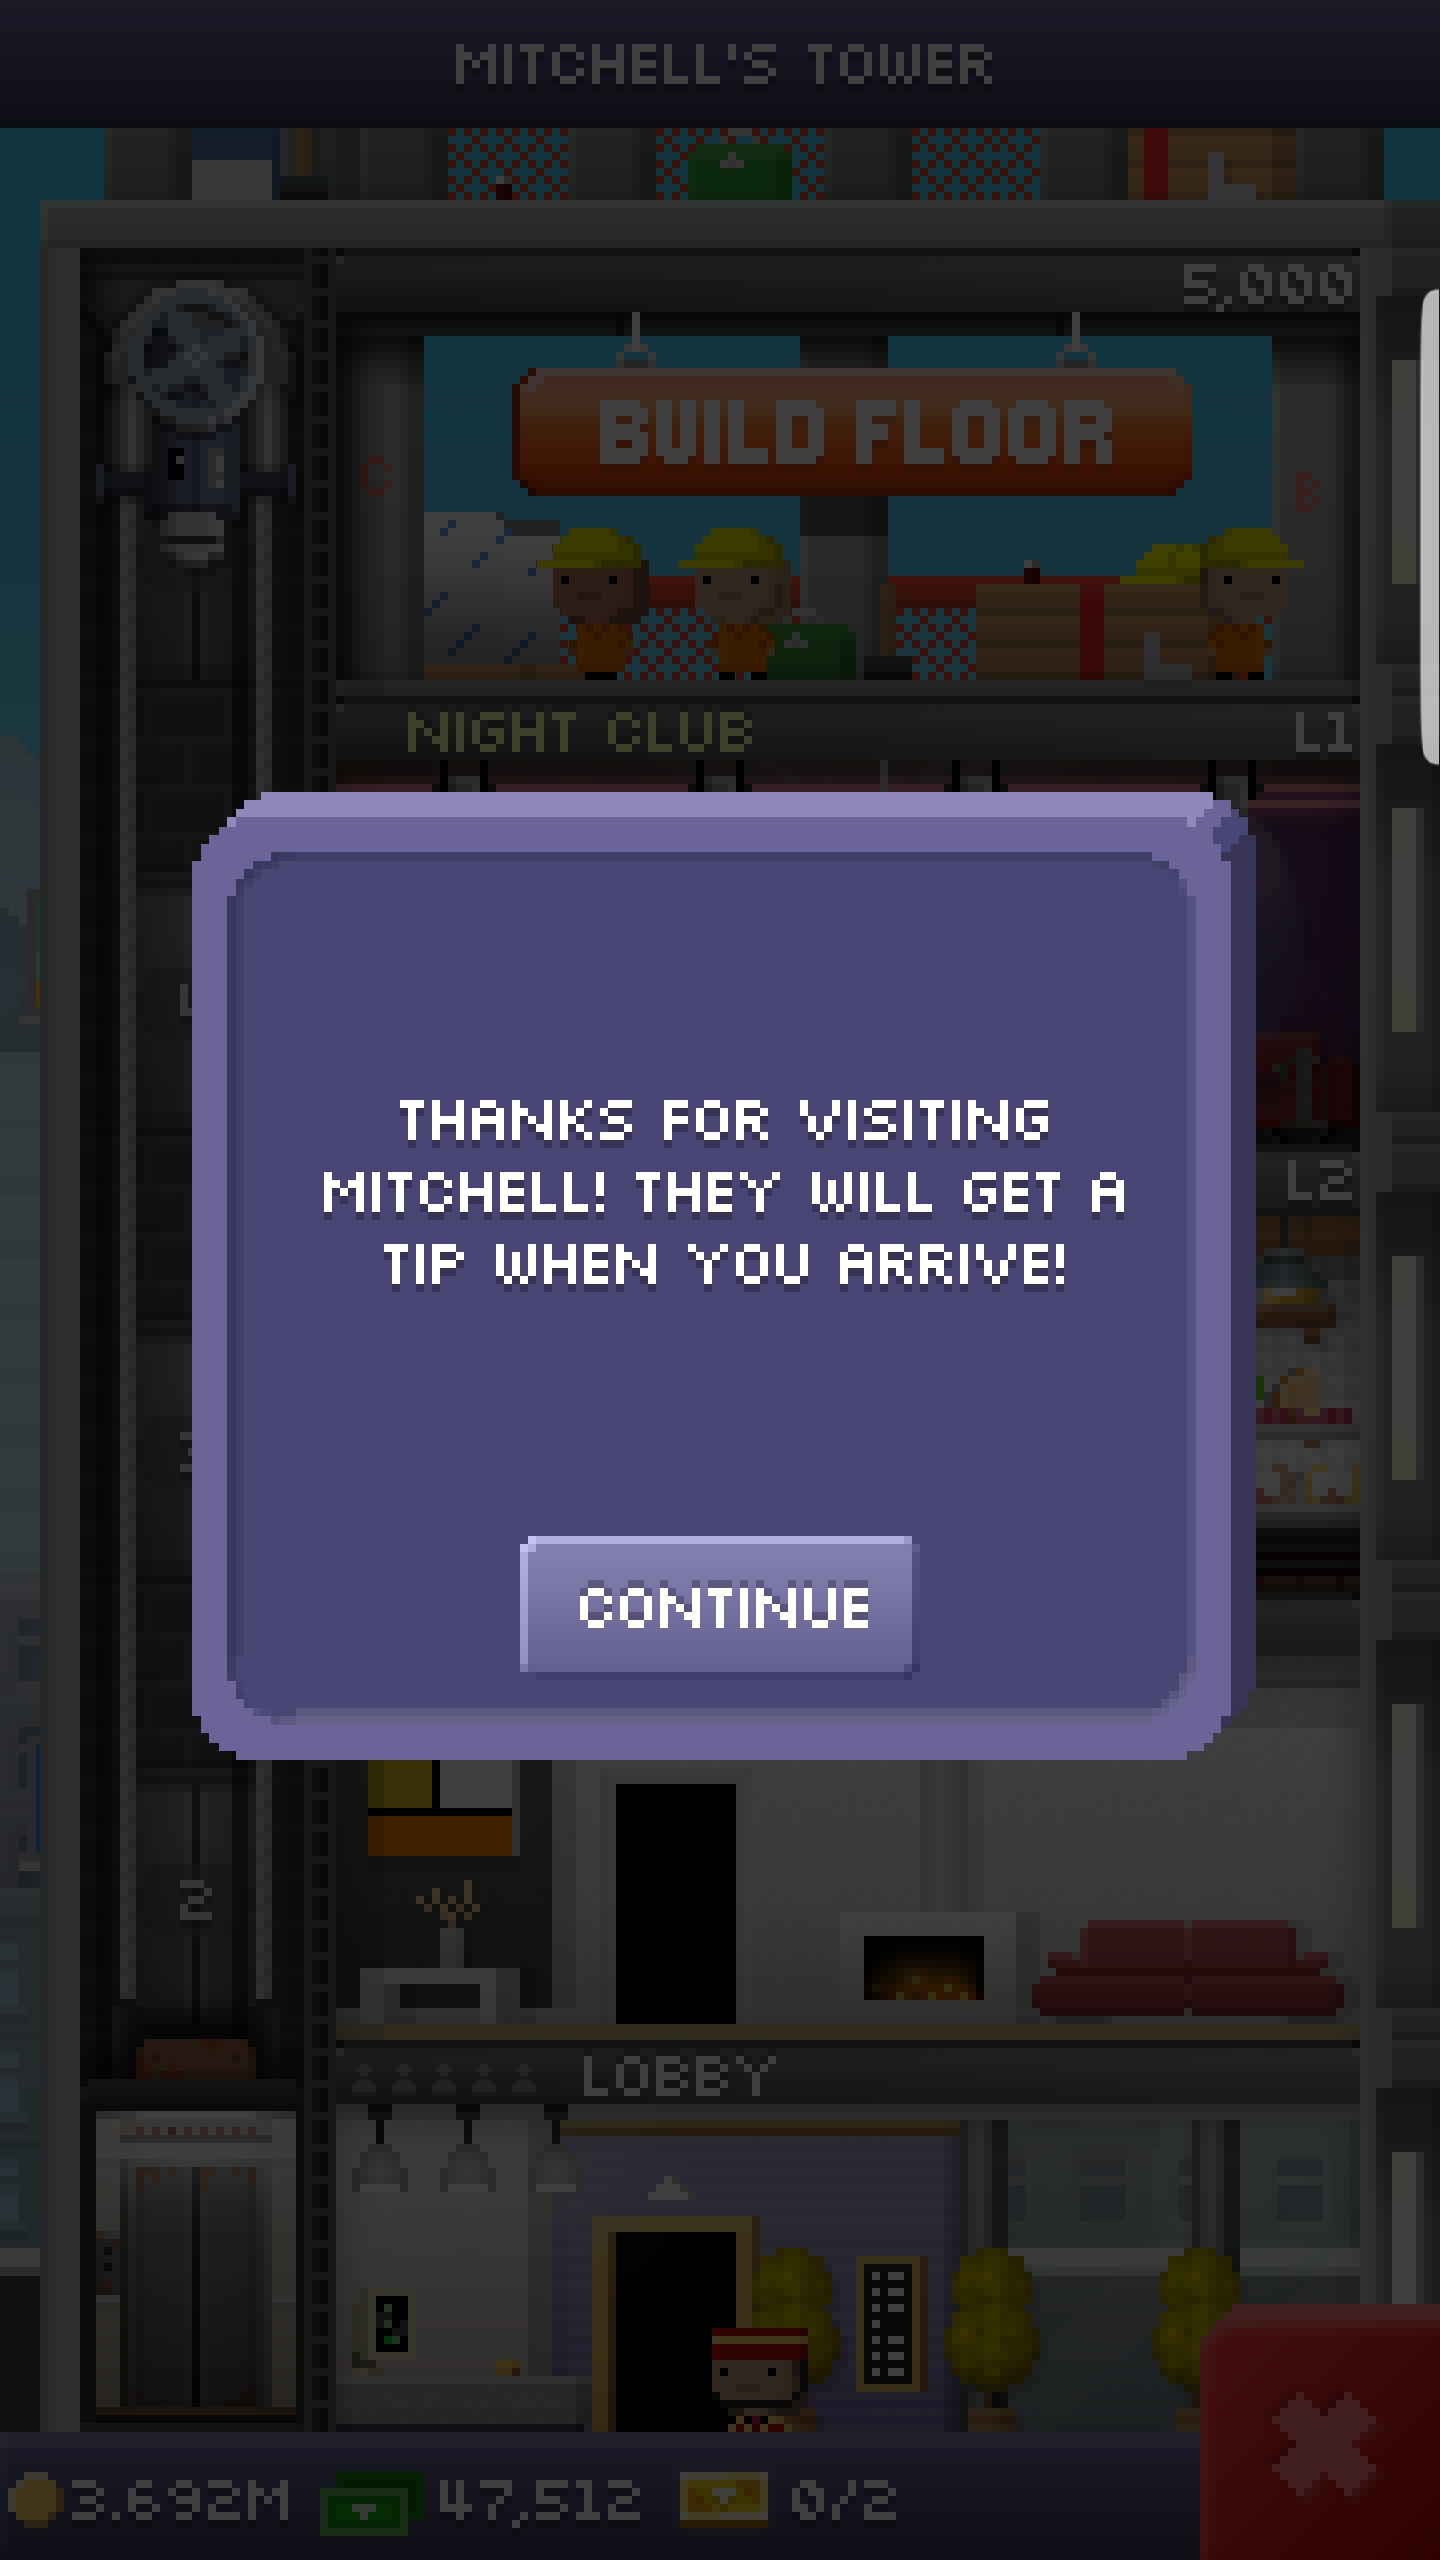 MITCHELL'S TOWER
5,000
BUILD FLOOR
C
B
NIGHT CLUB
L1
THANKS FOR VISITING
MITCHELL! THEY WILL GET A
TIP WHEN YOU ARRIVE!
L2
CONTINUE
2
LOBBY
3.692M
47,512
0/2